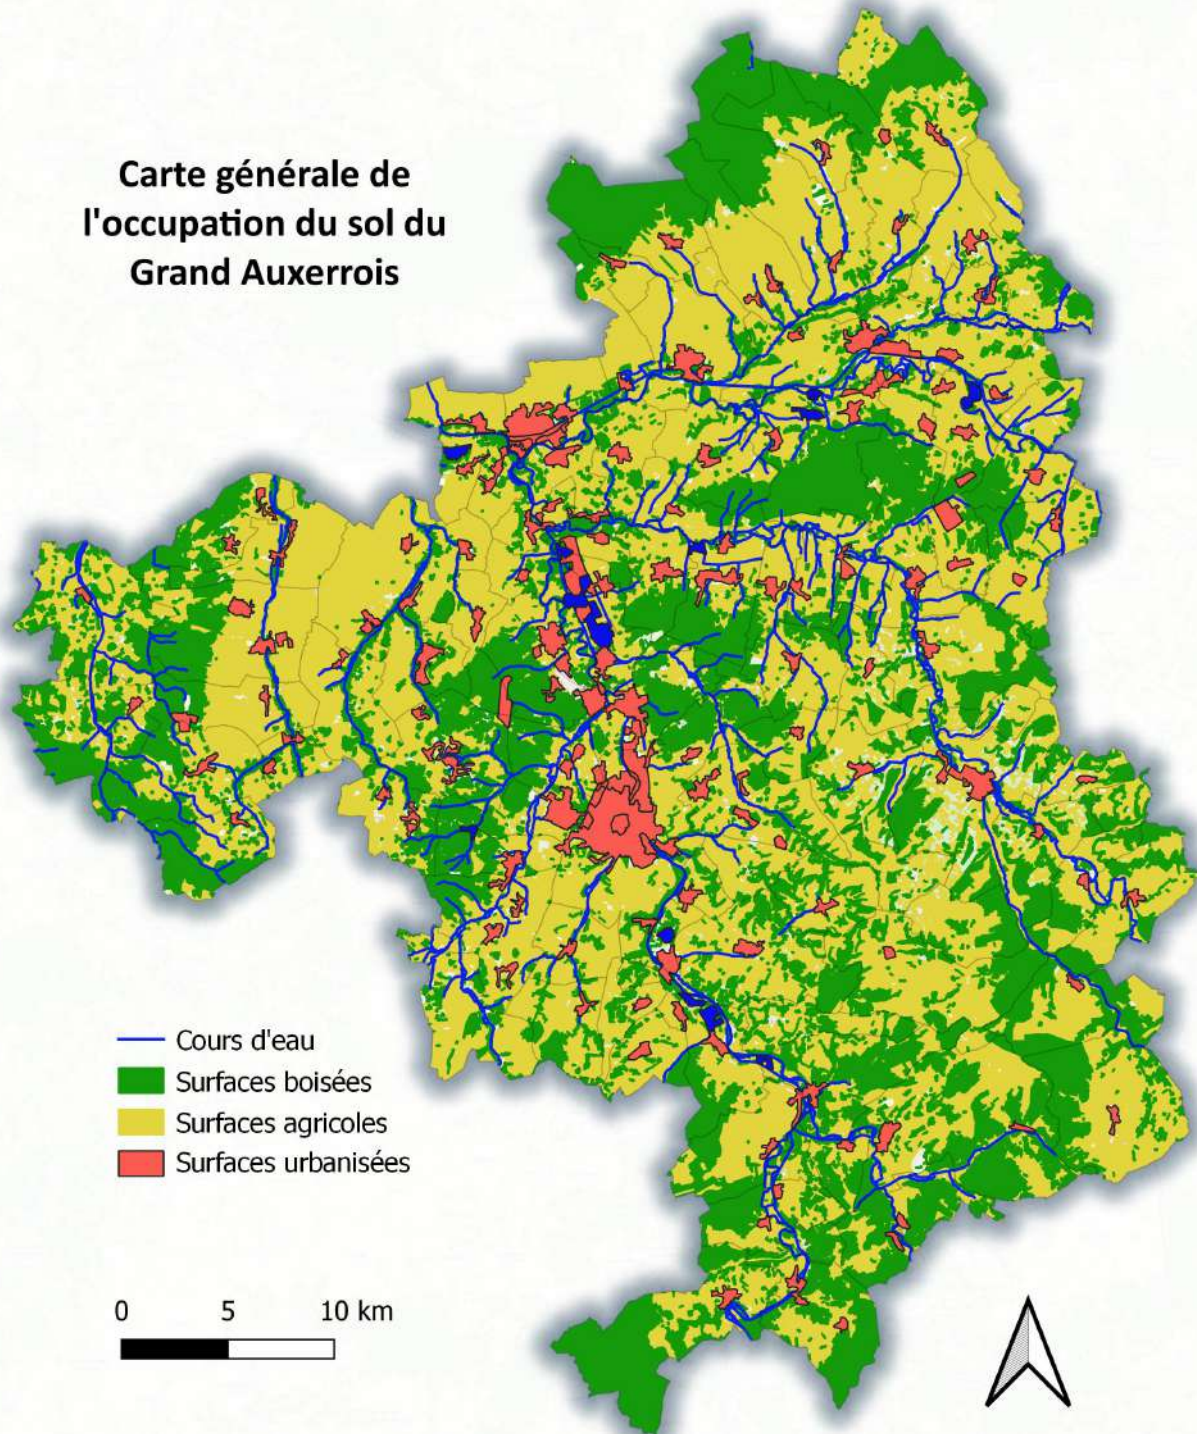 Carte générale de
l'occupation du sol du
Grand Auxerrois
Cours d'eau
Surfaces boisées
Surfaces agricoles
Surfaces urbanisées
0 5 10 km